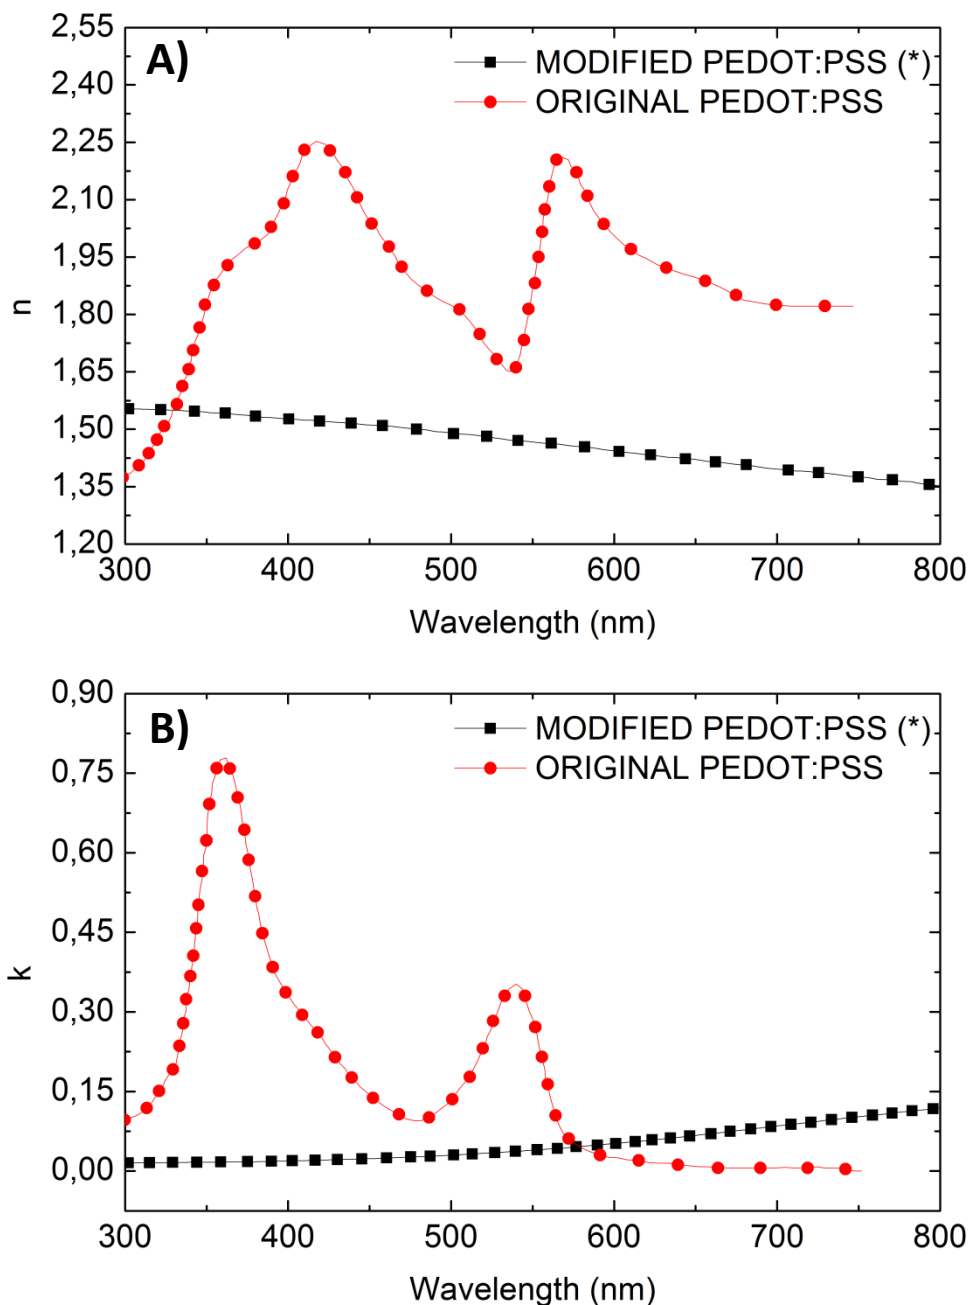 A)
MODIFIED PEDOT:PSS (*)
ORIGINAL PEDOT:PSS
2,55
2,40
2,25
2,10
1,95
1,80
1,65
1,50
1,35
1,20
n
300 400 500 600 700 800
Wavelength (nm)
B)
MODIFIED PEDOT:PSS (*)
ORIGINAL PEDOT:PSS
0,90
0,75
0,60
0,45
0,30
0,15
0,00
k
300 400 500 600 700 800
Wavelength (nm)